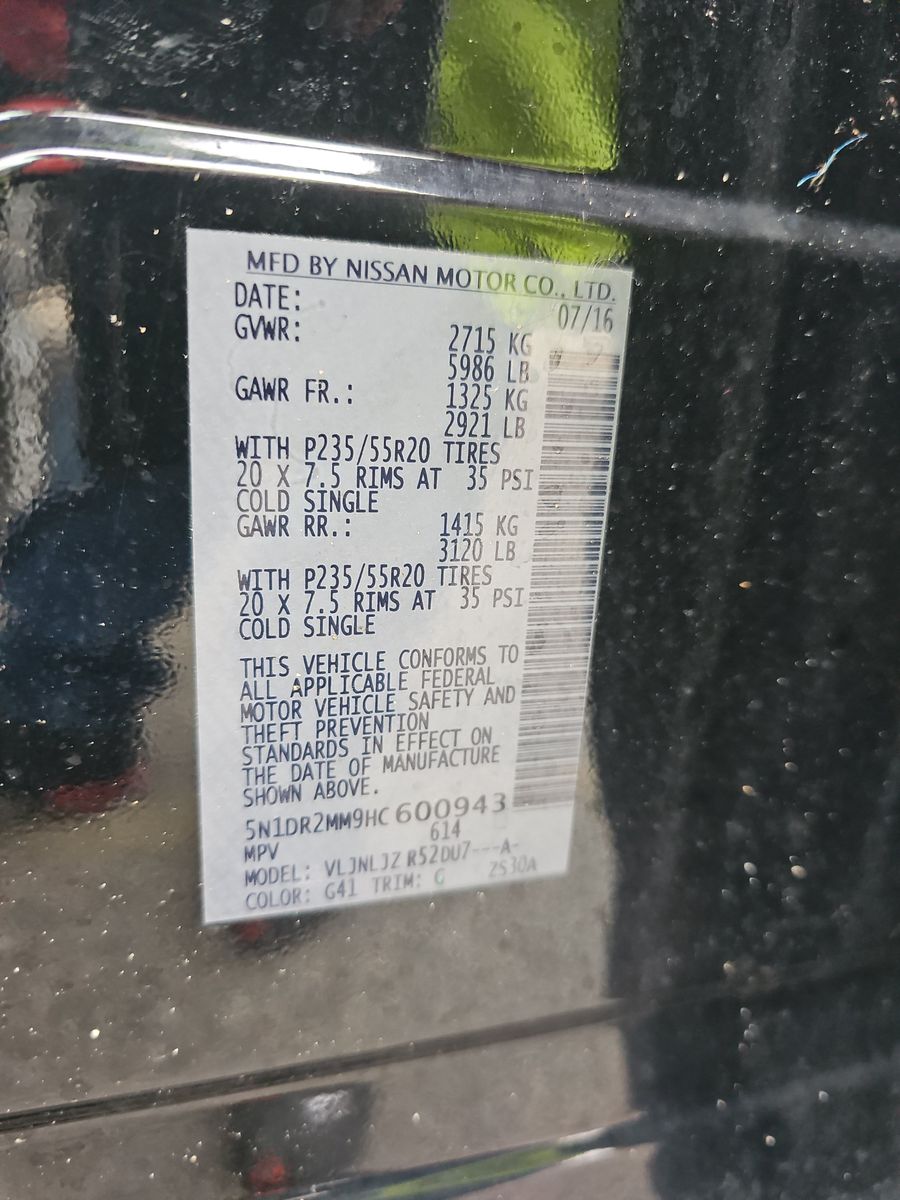 MFD BY NISSAN MOTOR CO., LTD.
DATE: 07/16
GVWR: 2715 KG
5986 LB
GAWR FR.: 1325 KG
2921 LB
WITH P235/55R20 TIRES
20 X 7.5 RIMS AT 35 PSI
COLD SINGLE
GAWR RR.: 1415 KG
3120 LB
WITH P235/55R20 TIRES
20 X 7.5 RIMS AT 35 PSI
COLD SINGLE
THIS VEHICLE CONFORMS TO
ALL APPLICABLE FEDERAL
MOTOR VEHICLE SAFETY AND
THEFT PREVENTION
STANDARDS IN EFFECT ON
THE DATE OF MANUFACTURE
SHOWN ABOVE.
5N1DR2MM9HC600943
MPV 614
MODEL: VLJNLJZ R52DU7---A-
COLOR: G41 TRIM: G ZS30A